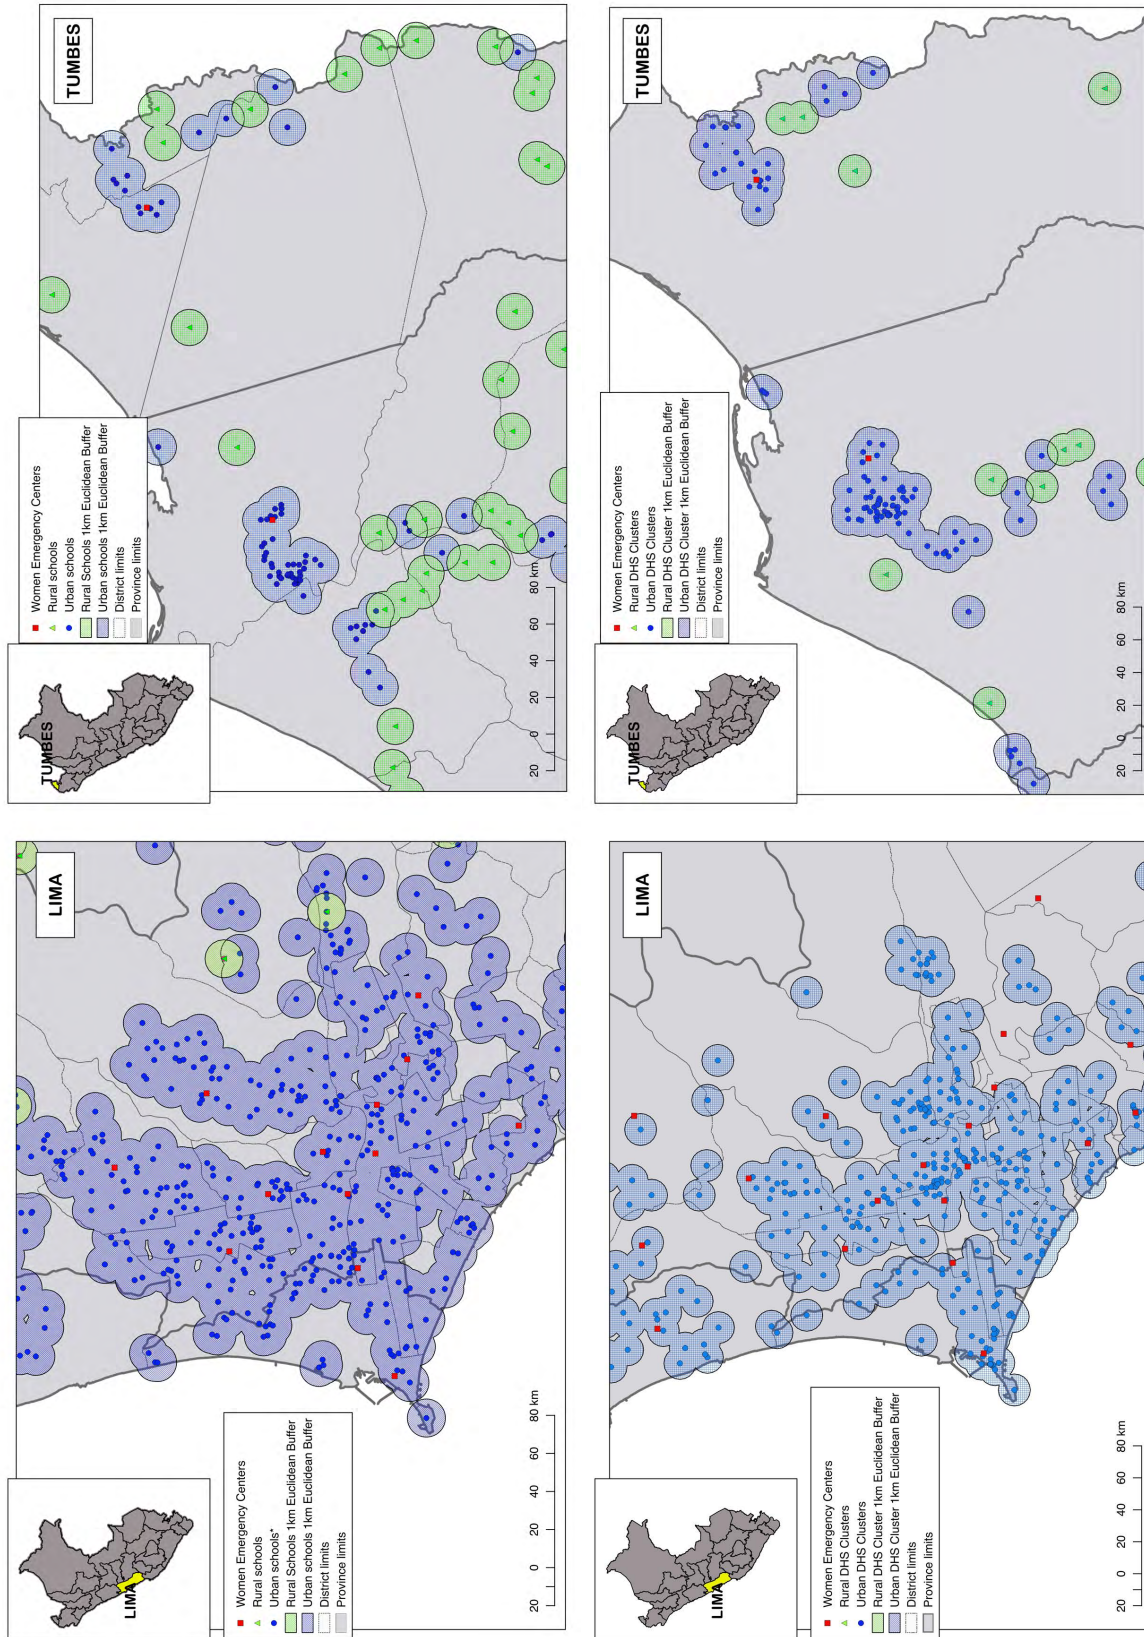 LIMA
LIMA
Women Emergency Centers
Rural schools
Urban schools*
Rural Schools 1km Euclidean Buffer
Urban schools 1km Euclidean Buffer
District limits
Province limits
20 0 20 40 60 80 km
TUMBES
TUMBES
Women Emergency Centers
Rural schools
Urban schools
Rural Schools 1km Euclidean Buffer
Urban schools 1km Euclidean Buffer
District limits
Province limits
20 0 20 40 60 80 km
LIMA
LIMA
Women Emergency Centers
Rural DHS Clusters
Urban DHS Clusters
Rural DHS Cluster 1km Euclidean Buffer
Urban DHS Cluster 1km Euclidean Buffer
District limits
Province limits
20 0 20 40 60 80 km
TUMBES
TUMBES
Women Emergency Centers
Rural DHS Clusters
Urban DHS Clusters
Rural DHS Cluster 1km Euclidean Buffer
Urban DHS Cluster 1km Euclidean Buffer
District limits
Province limits
20 0 20 40 60 80 km